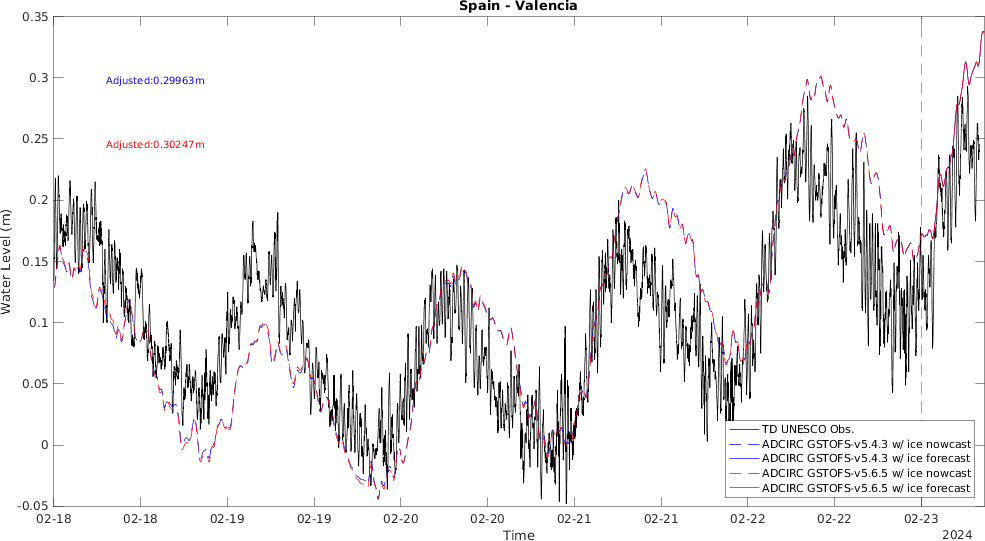 Spain - Valencia
0.35
0.3
0.25
0.2
0.15
0.1
0.05
0
-0.05
Water Level (m)
Adjusted:0.29963m
Adjusted:0.30247m
TD UNESCO Obs.
ADCIRC GSTOFS-v5.4.3 w/ ice nowcast
ADCIRC GSTOFS-v5.4.3 w/ ice forecast
ADCIRC GSTOFS-v5.6.5 w/ ice nowcast
ADCIRC GSTOFS-v5.6.5 w/ ice forecast
02-18 02-18 02-19 02-19 02-20 02-20 02-21 02-21 02-22 02-22 02-23
Time
2024